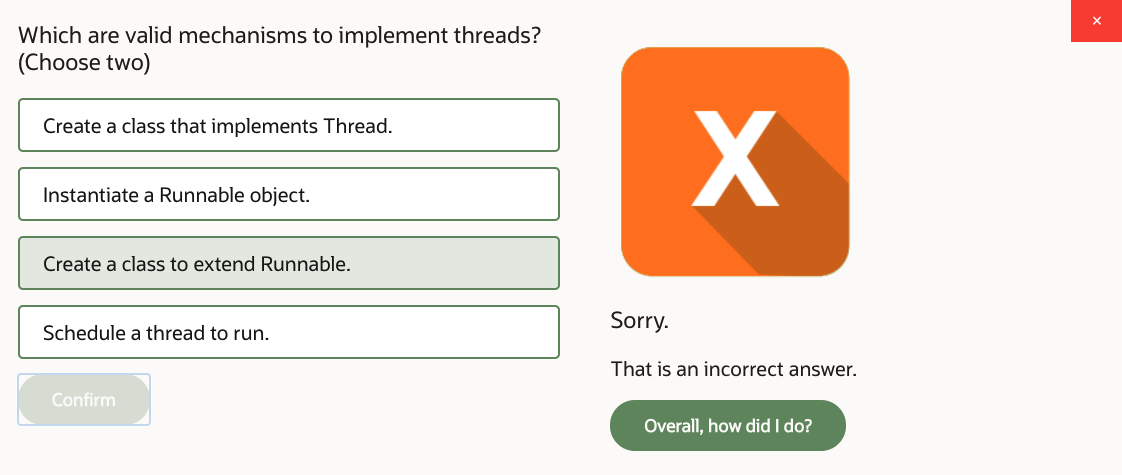 Which are valid mechanisms to implement threads?
(Choose two)
Create a class that implements Thread.
Instantiate a Runnable object.
Create a class to extend Runnable.
Schedule a thread to run.
Confirm
×
X
Sorry.
That is an incorrect answer.
Overall, how did I do?